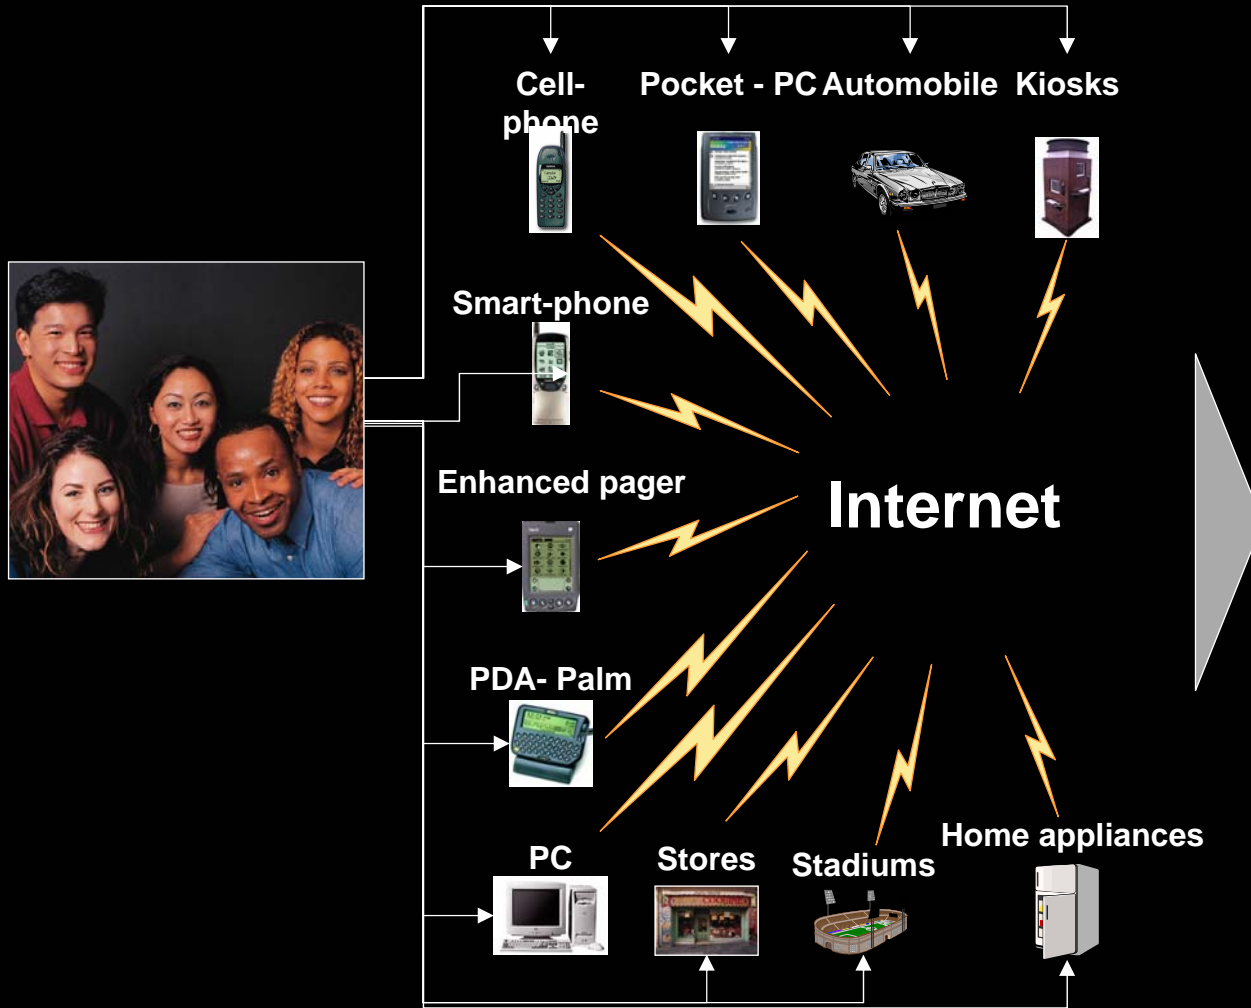 Cell-
phone
Pocket - PC
Automobile
Kiosks
Smart-phone
Enhanced pager
Internet
PDA- Palm
PC
Stores
Stadiums
Home appliances